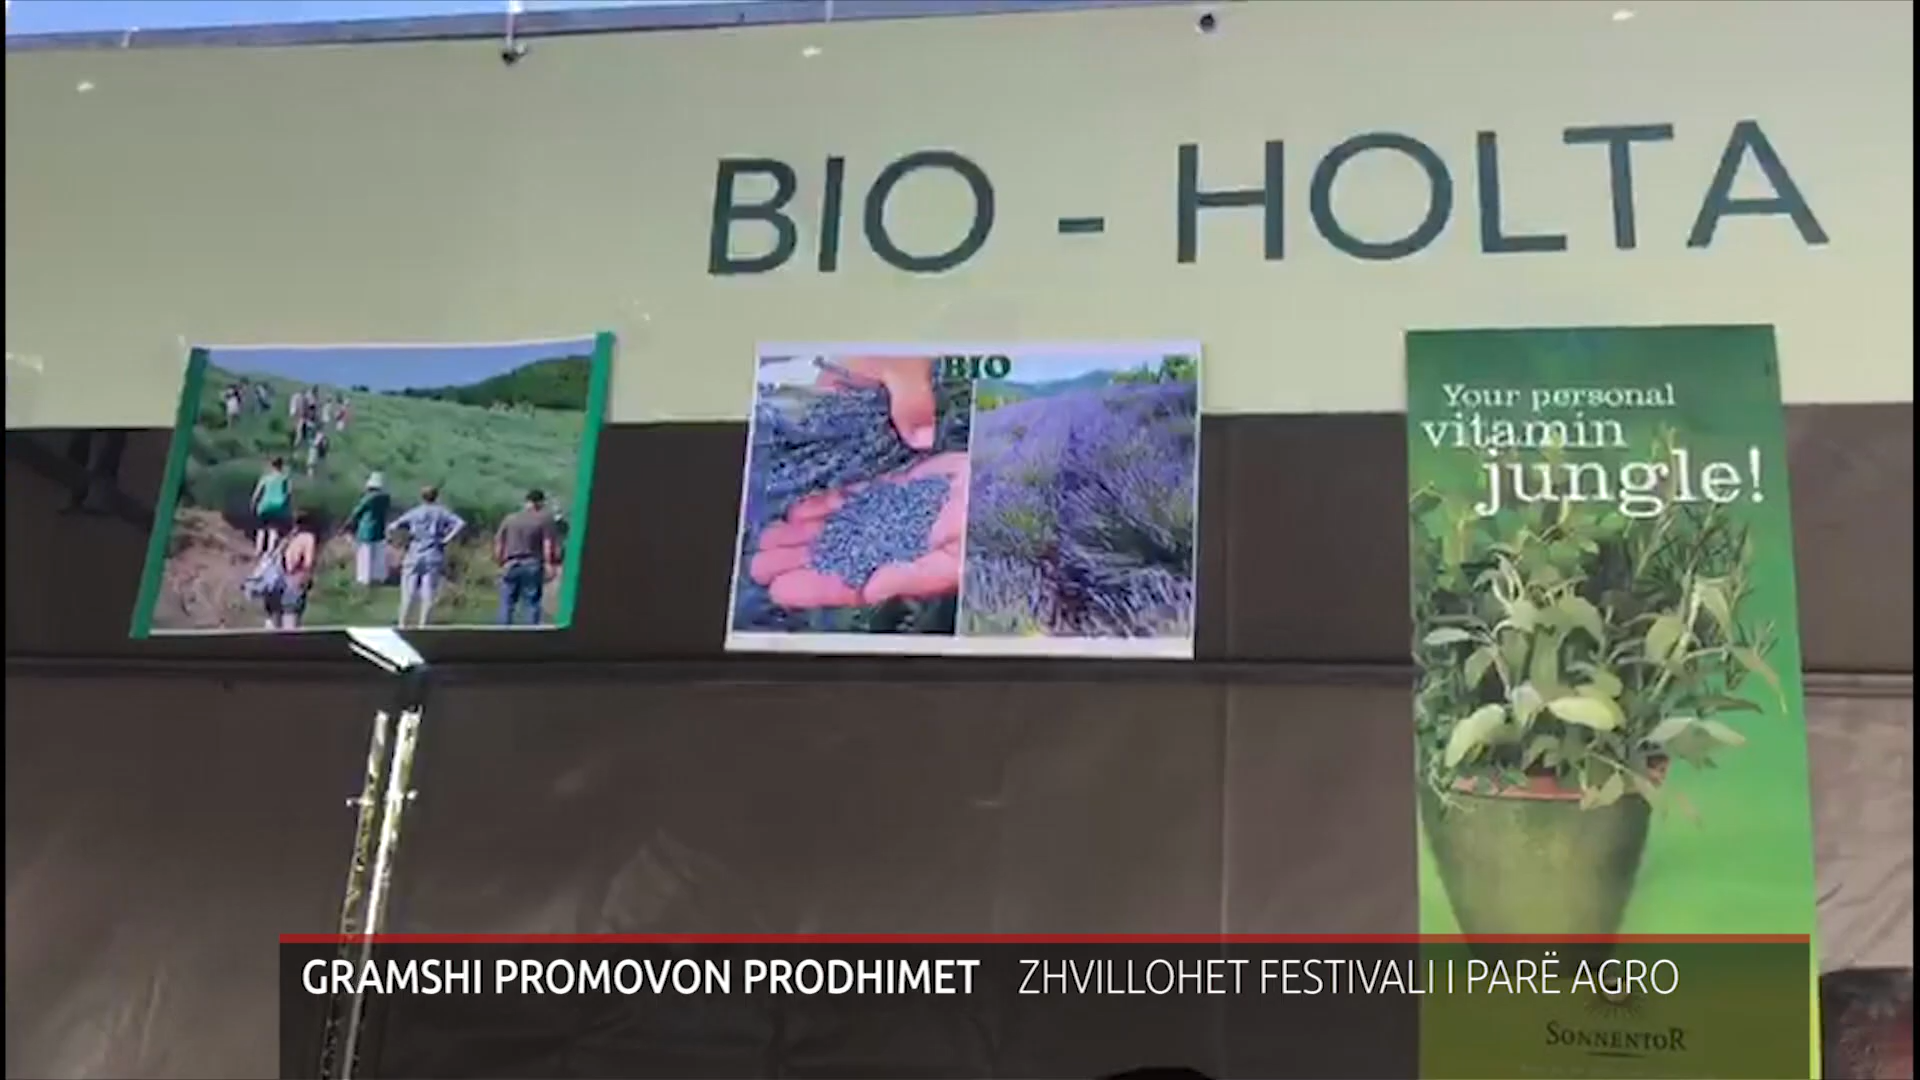 BIO - HOLTA
BIO
Your personal
vitamin
jungle!
GRAMSHI PROMOVON PRODHIMET ZHVILLOHET FESTIVALI I PARË AGRO
SONNENTOR